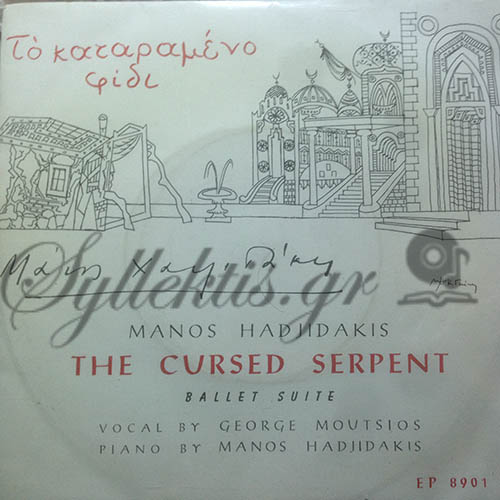 Τὸ καταραμένο
φίδι
Μάνος Χατζιδάκις
Syllektis.gr
MANOS HADJIDAKIS
THE CURSED SERPENT
BALLET SUITE
VOCAL BY GEORGE MOUTSIOS
PIANO BY MANOS HADJIDAKIS
EP 8901